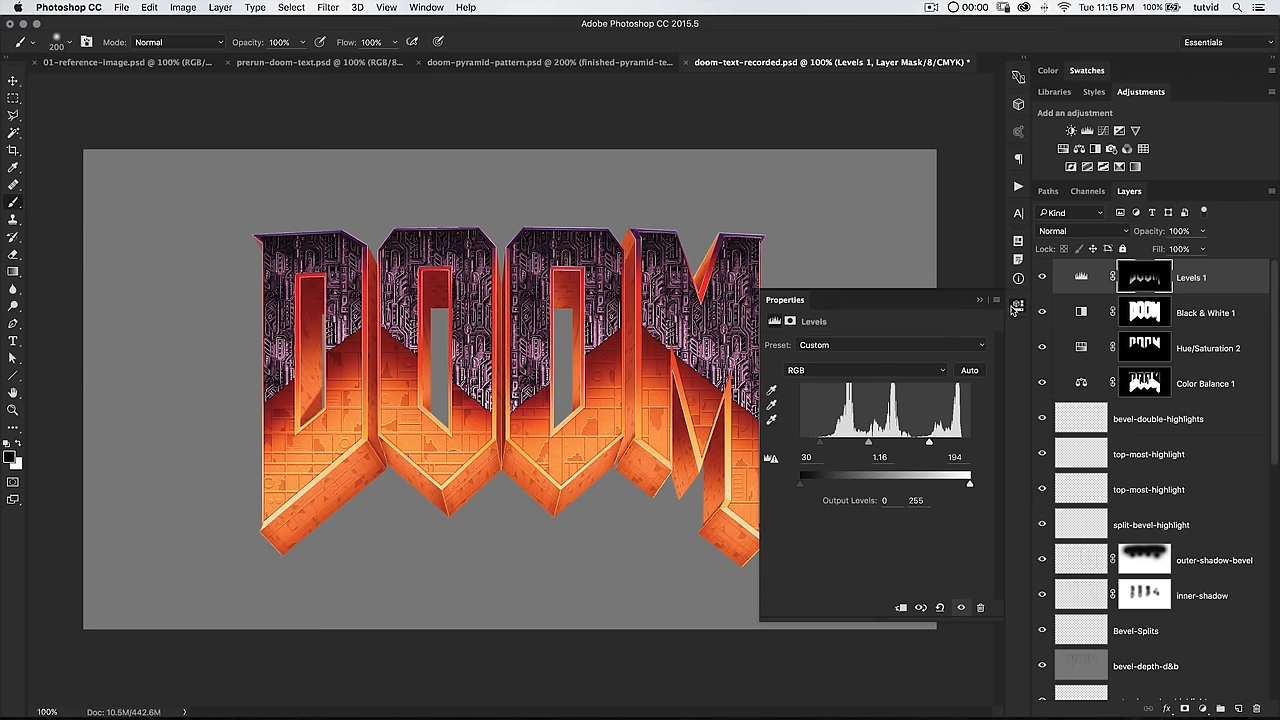 Photoshop CC File Edit Image Layer Type Select Filter 3D View Window Help 00:00 Tue 11:15 PM 100%
Adobe Photoshop CC 2015.5
200 Mode: Normal Opacity: 100% Flow: 100% Essentials
01-reference-image.psd @ 100% (RGB/... prerun-doom-text.psd @ 100% (RGB/8... doom-pyramid-pattern.psd @ 200% (finished-pyramid-te... doom-text-recorded.psd @ 100% (Levels 1, Layer Mask/8/CMYK) *
Color Swatches
Libraries Styles Adjustments
Add an adjustment
Paths Channels Layers
Kind
Normal Opacity: 100%
Lock: Fill: 100%
DOOM
Levels 1
Black & White 1
Hue/Saturation 2
Color Balance 1
bevel-double-highlights
top-most-highlight
top-most-highlight
split-bevel-highlight
outer-shadow-bevel
inner-shadow
Bevel-Splits
bevel-depth-d&b
Properties
Levels
Preset: Custom
RGB Auto
30 1.16 194
Output Levels: 0 255
100% Doc: 10.5M/442.6M